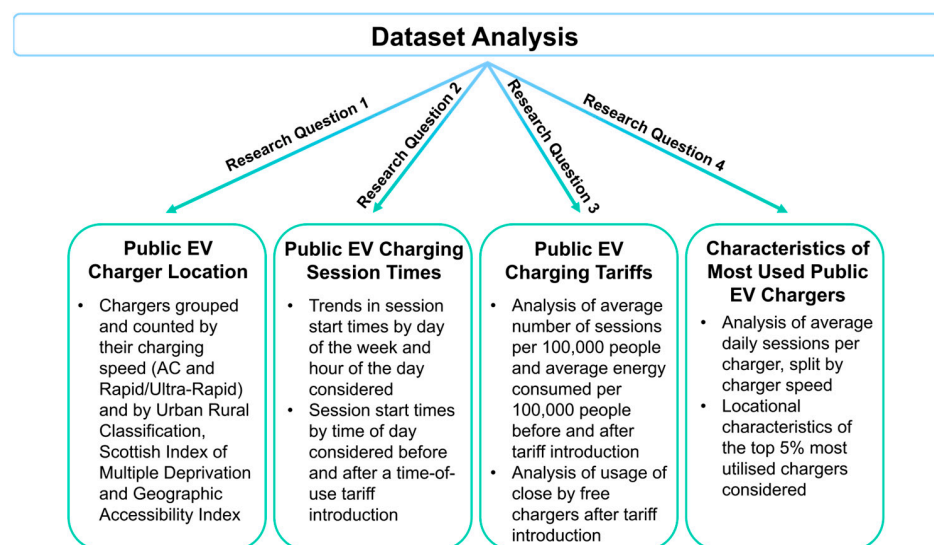 Dataset Analysis
Research Question 1
Research Question 2
Research Question 3
Research Question 4
Public EV
Charger Location
• Chargers grouped
and counted by
their charging
speed (AC and
Rapid/Ultra-Rapid)
and by Urban Rural
Classification,
Scottish Index of
Multiple Deprivation
and Geographic
Accessibility Index
Public EV Charging
Session Times
• Trends in session
start times by day
of the week and
hour of the day
considered
• Session start times
by time of day
considered before
and after a time-of-
use tariff
introduction
Public EV
Charging Tariffs
• Analysis of average
number of sessions
per 100,000 people
and average energy
consumed per
100,000 people
before and after
tariff introduction
• Analysis of usage of
close by free
chargers after tariff
introduction
Characteristics of
Most Used Public
EV Chargers
• Analysis of average
daily sessions per
charger, split by
charger speed
• Locational
characteristics of
the top 5% most
utilised chargers
considered